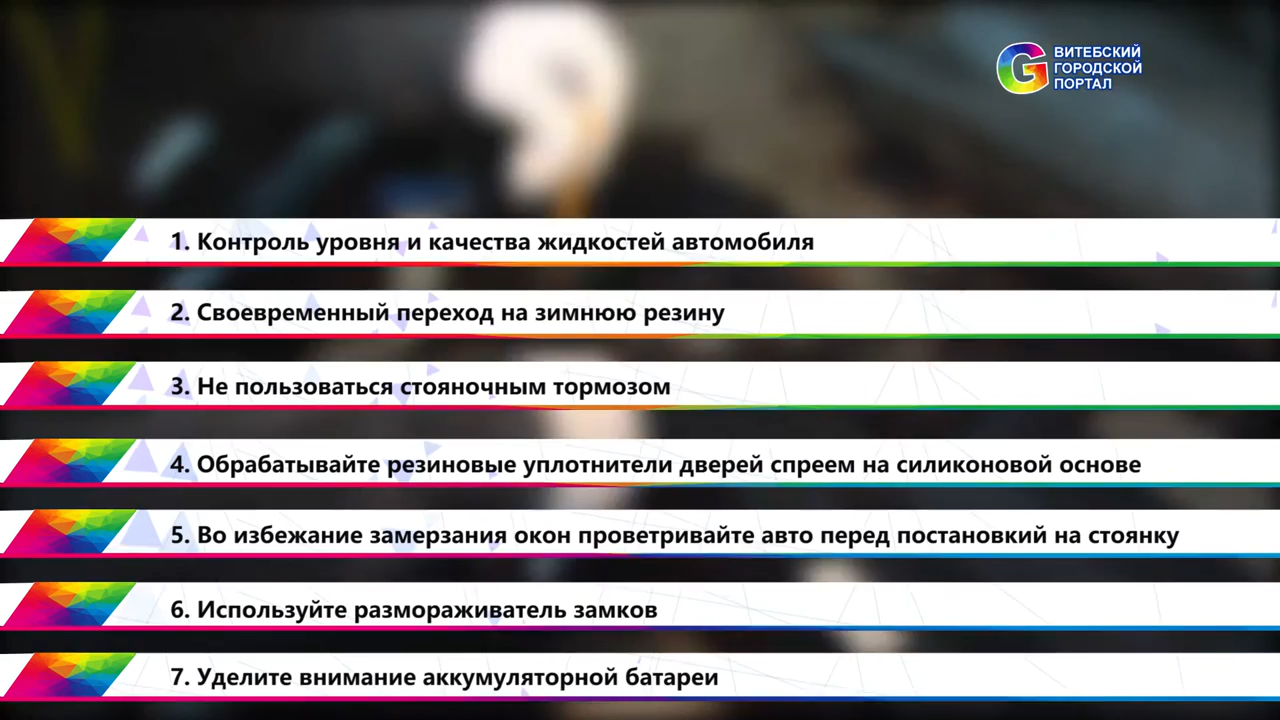 ВИТЕБСКИЙ
ГОРОДСКОЙ
ПОРТАЛ
1. Контроль уровня и качества жидкостей автомобиля
2. Своевременный переход на зимнюю резину
3. Не пользоваться стояночным тормозом
4. Обрабатывайте резиновые уплотнители дверей спреем на силиконовой основе
5. Во избежание замерзания окон проветривайте авто перед постановкий на стоянку
6. Используйте размораживатель замков
7. Уделите внимание аккумуляторной батареи